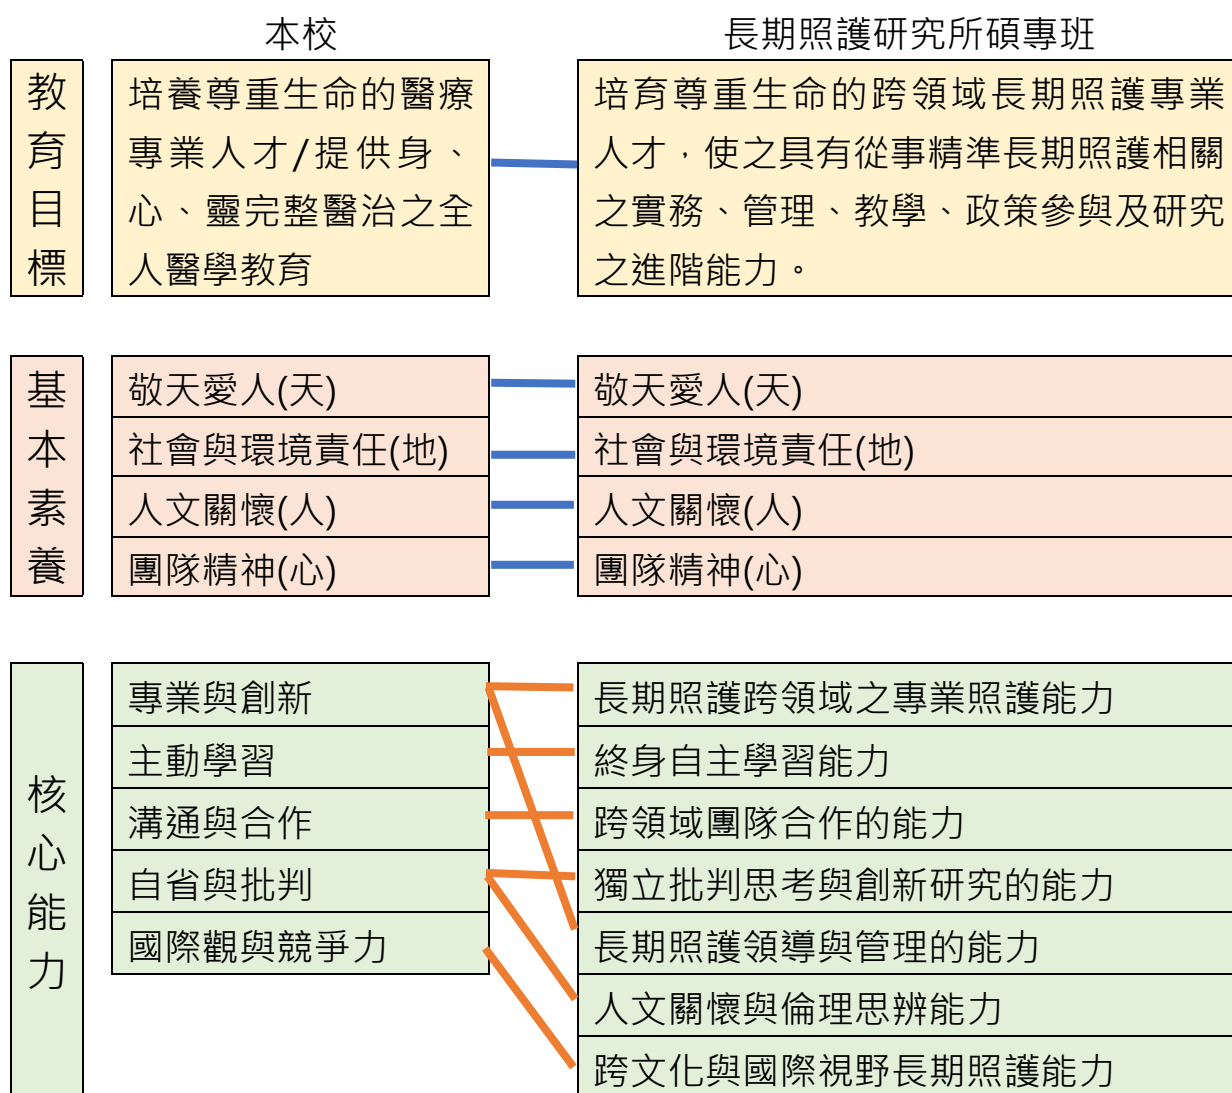 本校
長期照護研究所碩專班
教育目標
培養尊重生命的醫療
專業人才/提供身、
心、靈完整醫治之全
人醫學教育
培育尊重生命的跨領域長期照護專業
人才，使之具有從事精準長期照護相關
之實務、管理、教學、政策參與及研究
之進階能力。
基本素養
敬天愛人(天)
敬天愛人(天)
社會與環境責任(地)
社會與環境責任(地)
人文關懷(人)
人文關懷(人)
團隊精神(心)
團隊精神(心)
核心能力
專業與創新
長期照護跨領域之專業照護能力
主動學習
終身自主學習能力
溝通與合作
跨領域團隊合作的能力
自省與批判
獨立批判思考與創新研究的能力
國際觀與競爭力
長期照護領導與管理的能力
人文關懷與倫理思辨能力
跨文化與國際視野長期照護能力